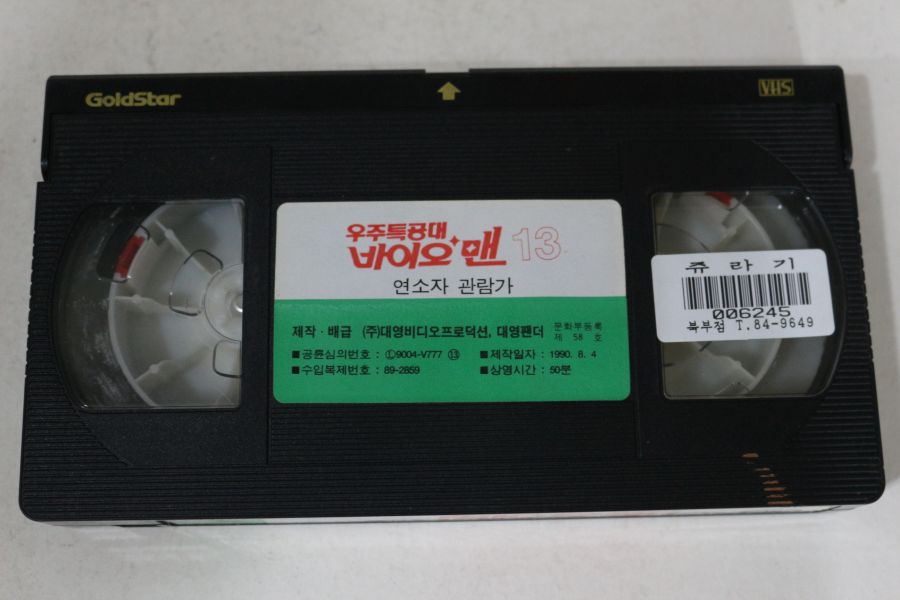 GoldStar
VHS
우주특공대
바이오맨 13
연소자 관람가
제작·배급 (주)대영비디오프로덕션, 대영팬더 문화부등록 제 58 호
■공륜심의번호 : Ⓛ9004-V777 ⑬ ■제작일자 : 1990. 8. 4
■수입복제번호 : 89-2859 ■상영시간 : 50분
쥬라기
006245
북부점 T.84-9649